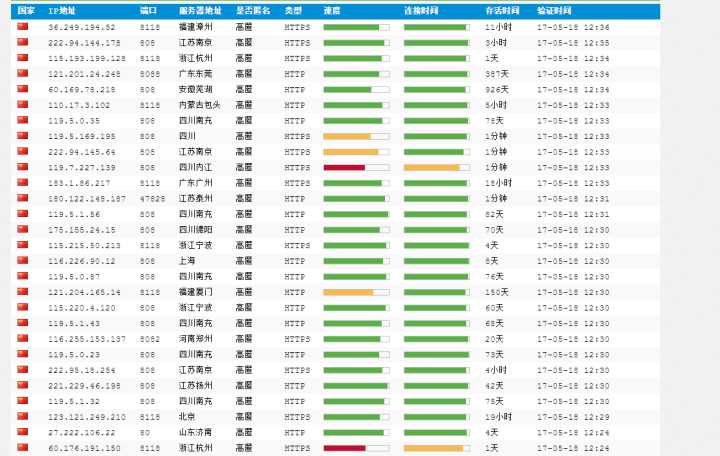 国家 IP地址 端口 服务器地址 是否匿名 类型 速度 连接时间 存活时间 验证时间
36.249.194.52 8118 福建漳州 高匿 HTTPS 11小时 17-05-18 12:36
222.94.144.178 808 江苏南京 高匿 HTTPS 3小时 17-05-18 12:35
115.193.199.128 8118 浙江杭州 高匿 HTTPS 1天 17-05-18 12:34
121.201.24.248 8088 广东东莞 高匿 HTTP 387天 17-05-18 12:34
60.169.78.218 808 安徽芜湖 高匿 HTTP 926天 17-05-18 12:34
110.17.3.102 8118 内蒙古包头 高匿 HTTP 5小时 17-05-18 12:33
119.5.0.35 808 四川南充 高匿 HTTP 78天 17-05-18 12:33
119.5.169.195 808 四川 高匿 HTTPS 1分钟 17-05-18 12:33
222.94.145.64 808 江苏南京 高匿 HTTPS 1分钟 17-05-18 12:33
119.7.227.139 808 四川内江 高匿 HTTPS 1分钟 17-05-18 12:33
183.1.86.217 8118 广东广州 高匿 HTTPS 18小时 17-05-18 12:33
180.122.148.187 47828 江苏泰州 高匿 HTTP 1分钟 17-05-18 12:31
119.5.1.56 808 四川南充 高匿 HTTP 82天 17-05-18 12:31
175.155.24.15 808 四川绵阳 高匿 HTTP 70天 17-05-18 12:30
115.215.50.213 8118 浙江宁波 高匿 HTTPS 4天 17-05-18 12:30
116.226.90.12 808 上海 高匿 HTTP 8天 17-05-18 12:30
119.5.0.87 808 四川南充 高匿 HTTP 76天 17-05-18 12:30
121.204.165.14 8118 福建厦门 高匿 HTTP 150天 17-05-18 12:30
115.220.4.120 808 浙江宁波 高匿 HTTP 60天 17-05-18 12:30
119.5.1.43 808 四川南充 高匿 HTTP 68天 17-05-18 12:30
116.255.153.137 8082 河南郑州 高匿 HTTPS 20天 17-05-18 12:30
119.5.0.23 808 四川南充 高匿 HTTP 73天 17-05-18 12:30
222.95.18.254 808 江苏南京 高匿 HTTPS 4小时 17-05-18 12:30
221.229.46.198 808 江苏扬州 高匿 HTTP 42天 17-05-18 12:30
119.5.1.32 808 四川南充 高匿 HTTP 78天 17-05-18 12:30
123.121.249.210 8118 北京 高匿 HTTPS 19小时 17-05-18 12:29
27.222.106.22 80 山东济南 高匿 HTTP 4天 17-05-18 12:24
60.176.191.150 8118 浙江杭州 高匿 HTTPS 1天 17-05-18 12:24